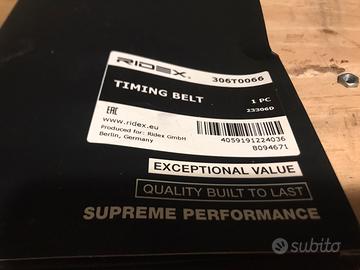 RIDEX
306T0066
TIMING BELT
1 PC
23306D
EAC
www.ridex.eu
Produced for: Ridex GmbH
Berlin, Germany
4059191224036
8094671
EXCEPTIONAL VALUE
QUALITY BUILT TO LAST
SUPREME PERFORMANCE
subito